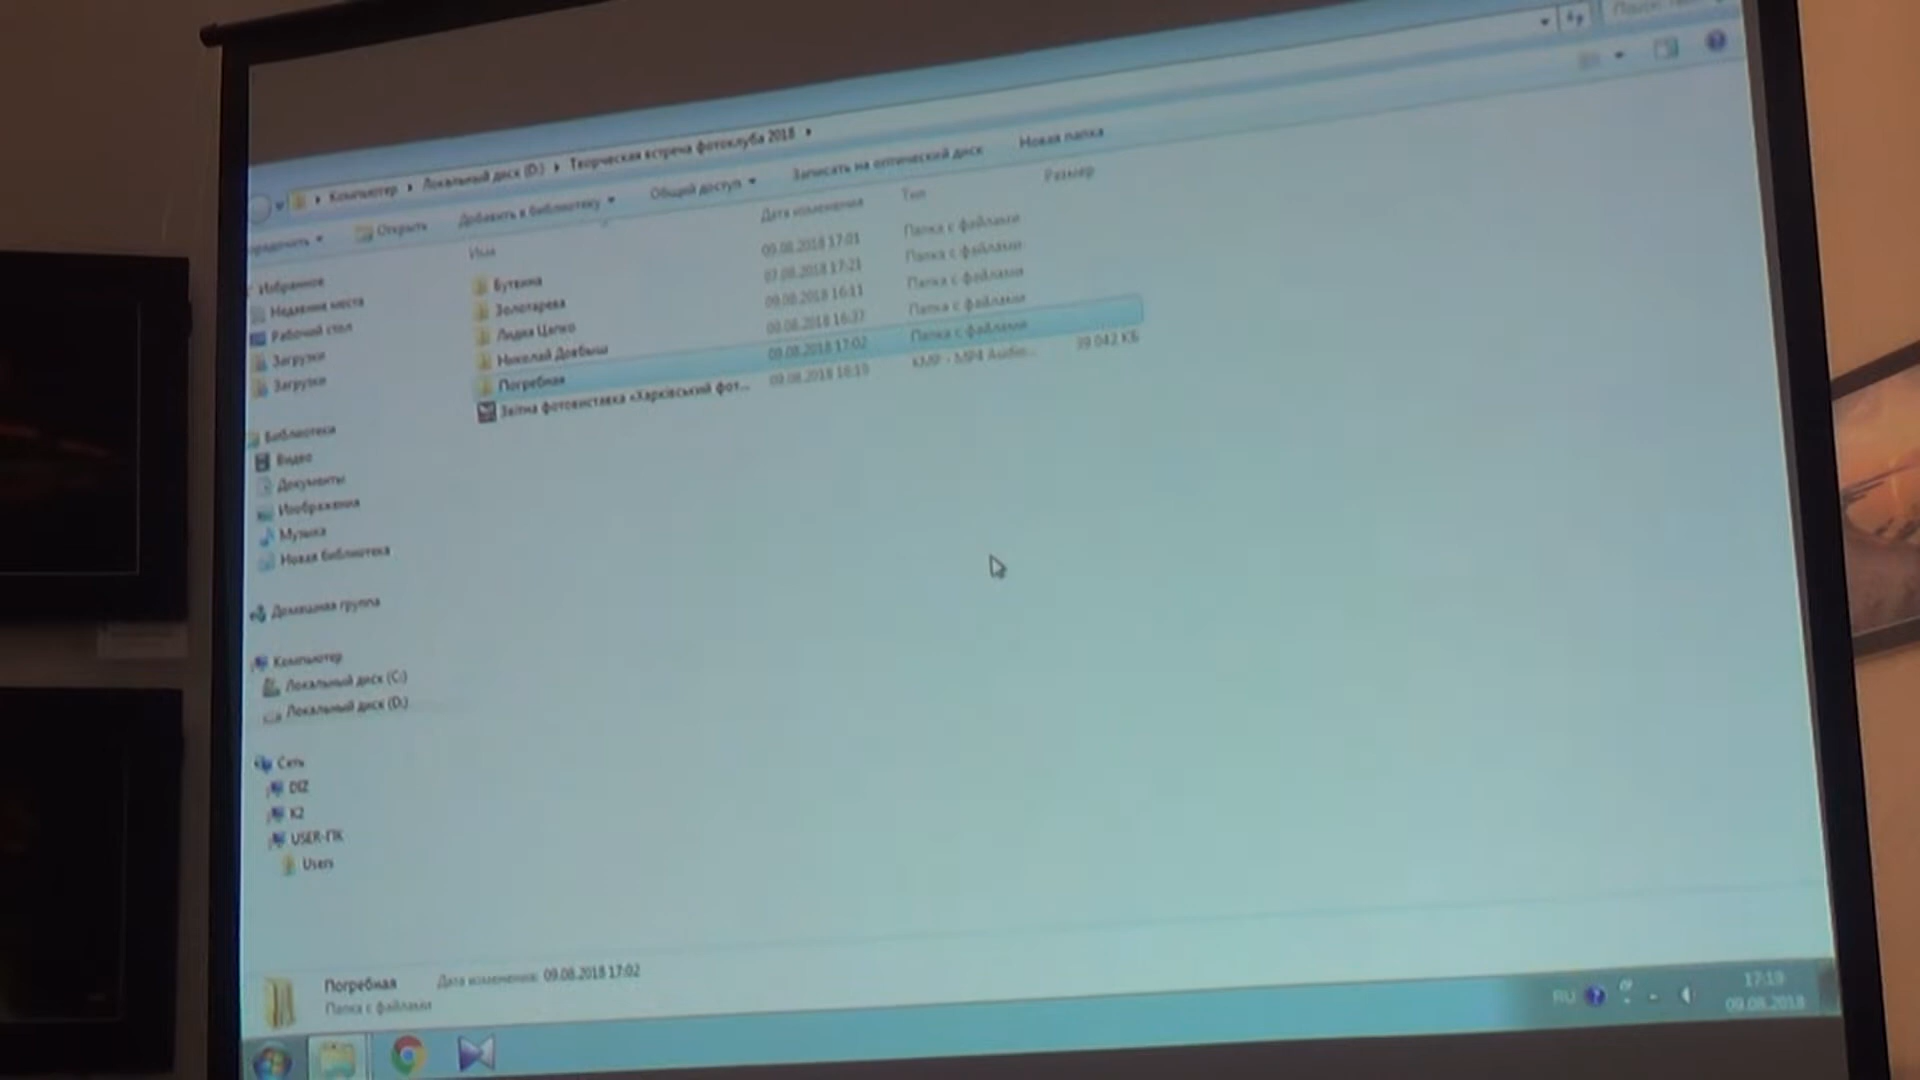 Компьютер ▸ Локальный диск (D:) ▸ Творческая встреча фотоклуба 2018 ▸
Открыть Добавить в библиотеку Общий доступ Записать на оптический диск Новая папка
Имя Дата изменения Тип Размер
Бутвина 09.08.2018 17:01 Папка с файлами
Золотарева 07.08.2018 17:21 Папка с файлами
Лидия Цапко 09.08.2018 16:11 Папка с файлами
Николай Довбыш 09.08.2018 16:37 Папка с файлами
Погребная 09.08.2018 17:02 Папка с файлами
Звітна фотовиставка «Харківський фот... 09.08.2018 16:19 KMP - MP4 Audio... 39 042 КБ
Избранное
Недавние места
Рабочий стол
Загрузки
Загрузки
Библиотеки
Видео
Документы
Изображения
Музыка
Новая библиотека
Домашняя группа
Компьютер
Локальный диск (C:)
Локальный диск (D:)
Сеть
DIZ
K2
USER-ПК
Users
Погребная Дата изменения: 09.08.2018 17:02
Папка с файлами
RU
17:19
09.08.2018